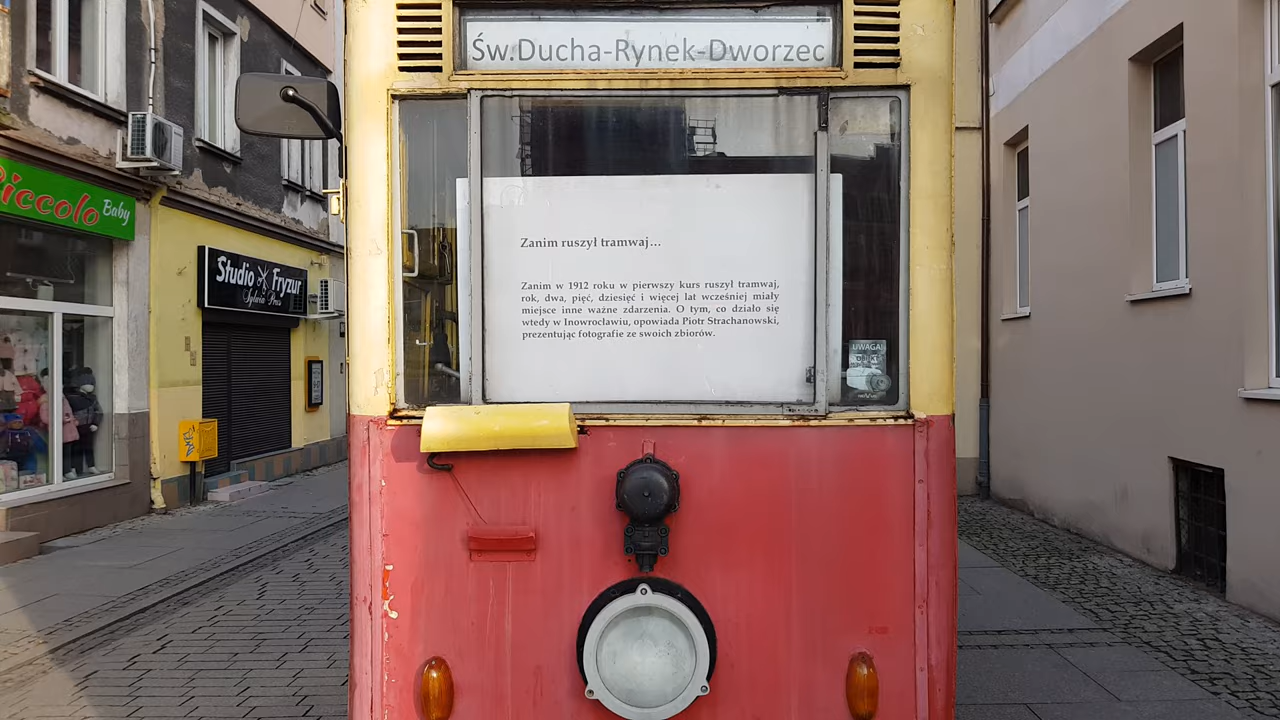 Św.Ducha-Rynek-Dworzec
Zanim ruszył tramwaj...
Zanim w 1912 roku w pierwszy kurs ruszył tramwaj,
rok, dwa, pięć, dziesięć i więcej lat wcześniej miały
miejsce inne ważne zdarzenia. O tym, co działo się
wtedy w Inowrocławiu, opowiada Piotr Strachanowski,
prezentując fotografie ze swoich zbiorów.
Piccolo Baby
Studio Fryzur
Sylwia Prus
UWAGA!